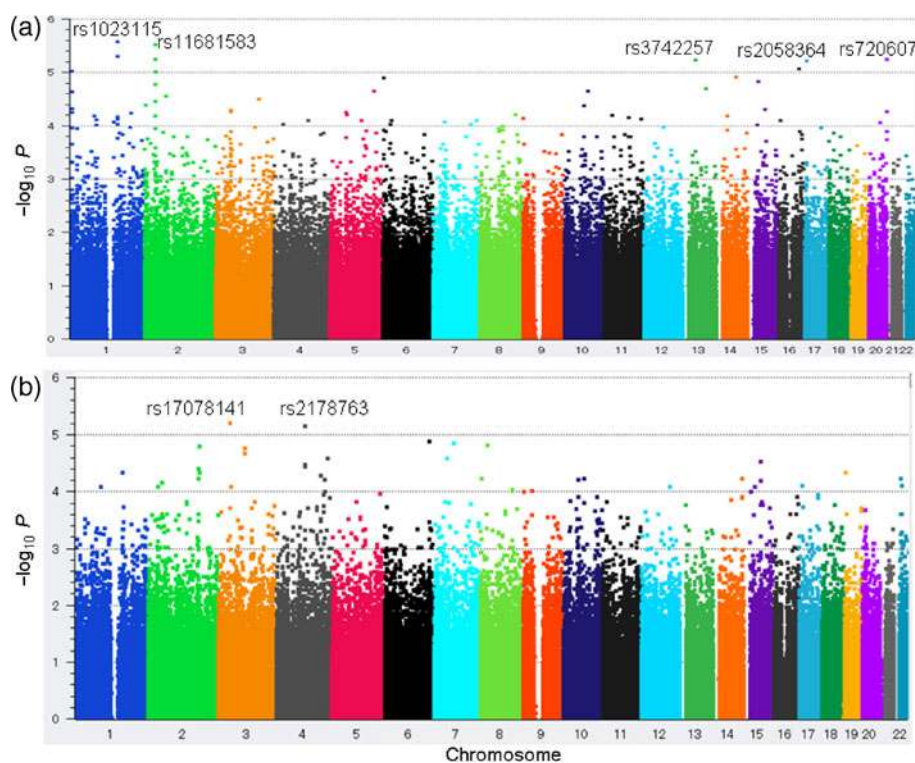 (a)
6
rs1023115
rs11681583
rs3742257
rs2058364
rs720607
5
4
3
2
1
0
−log10 P
1 2 3 4 5 6 7 8 9 10 11 12 13 14 15 16 17 18 19 20 21 22
(b)
6
rs17078141
rs2178763
5
4
3
2
1
0
−log10 P
1 2 3 4 5 6 7 8 9 10 11 12 13 14 15 16 17 18 19 20 22
Chromosome